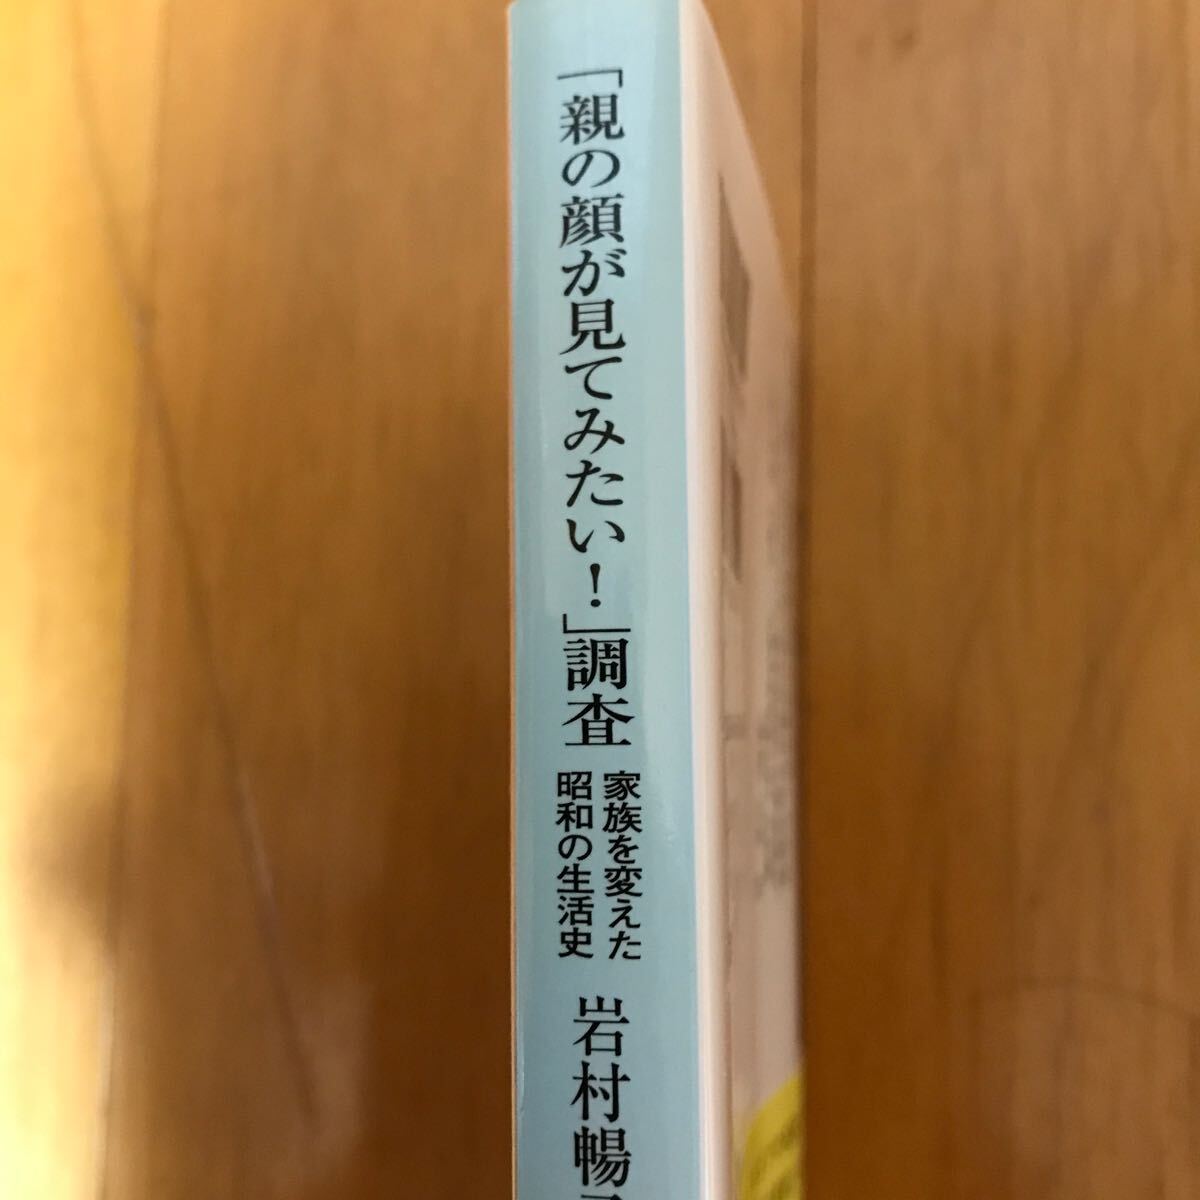 「親の顔が見てみたい！」調査
家族を変えた
昭和の生活史
岩村暢